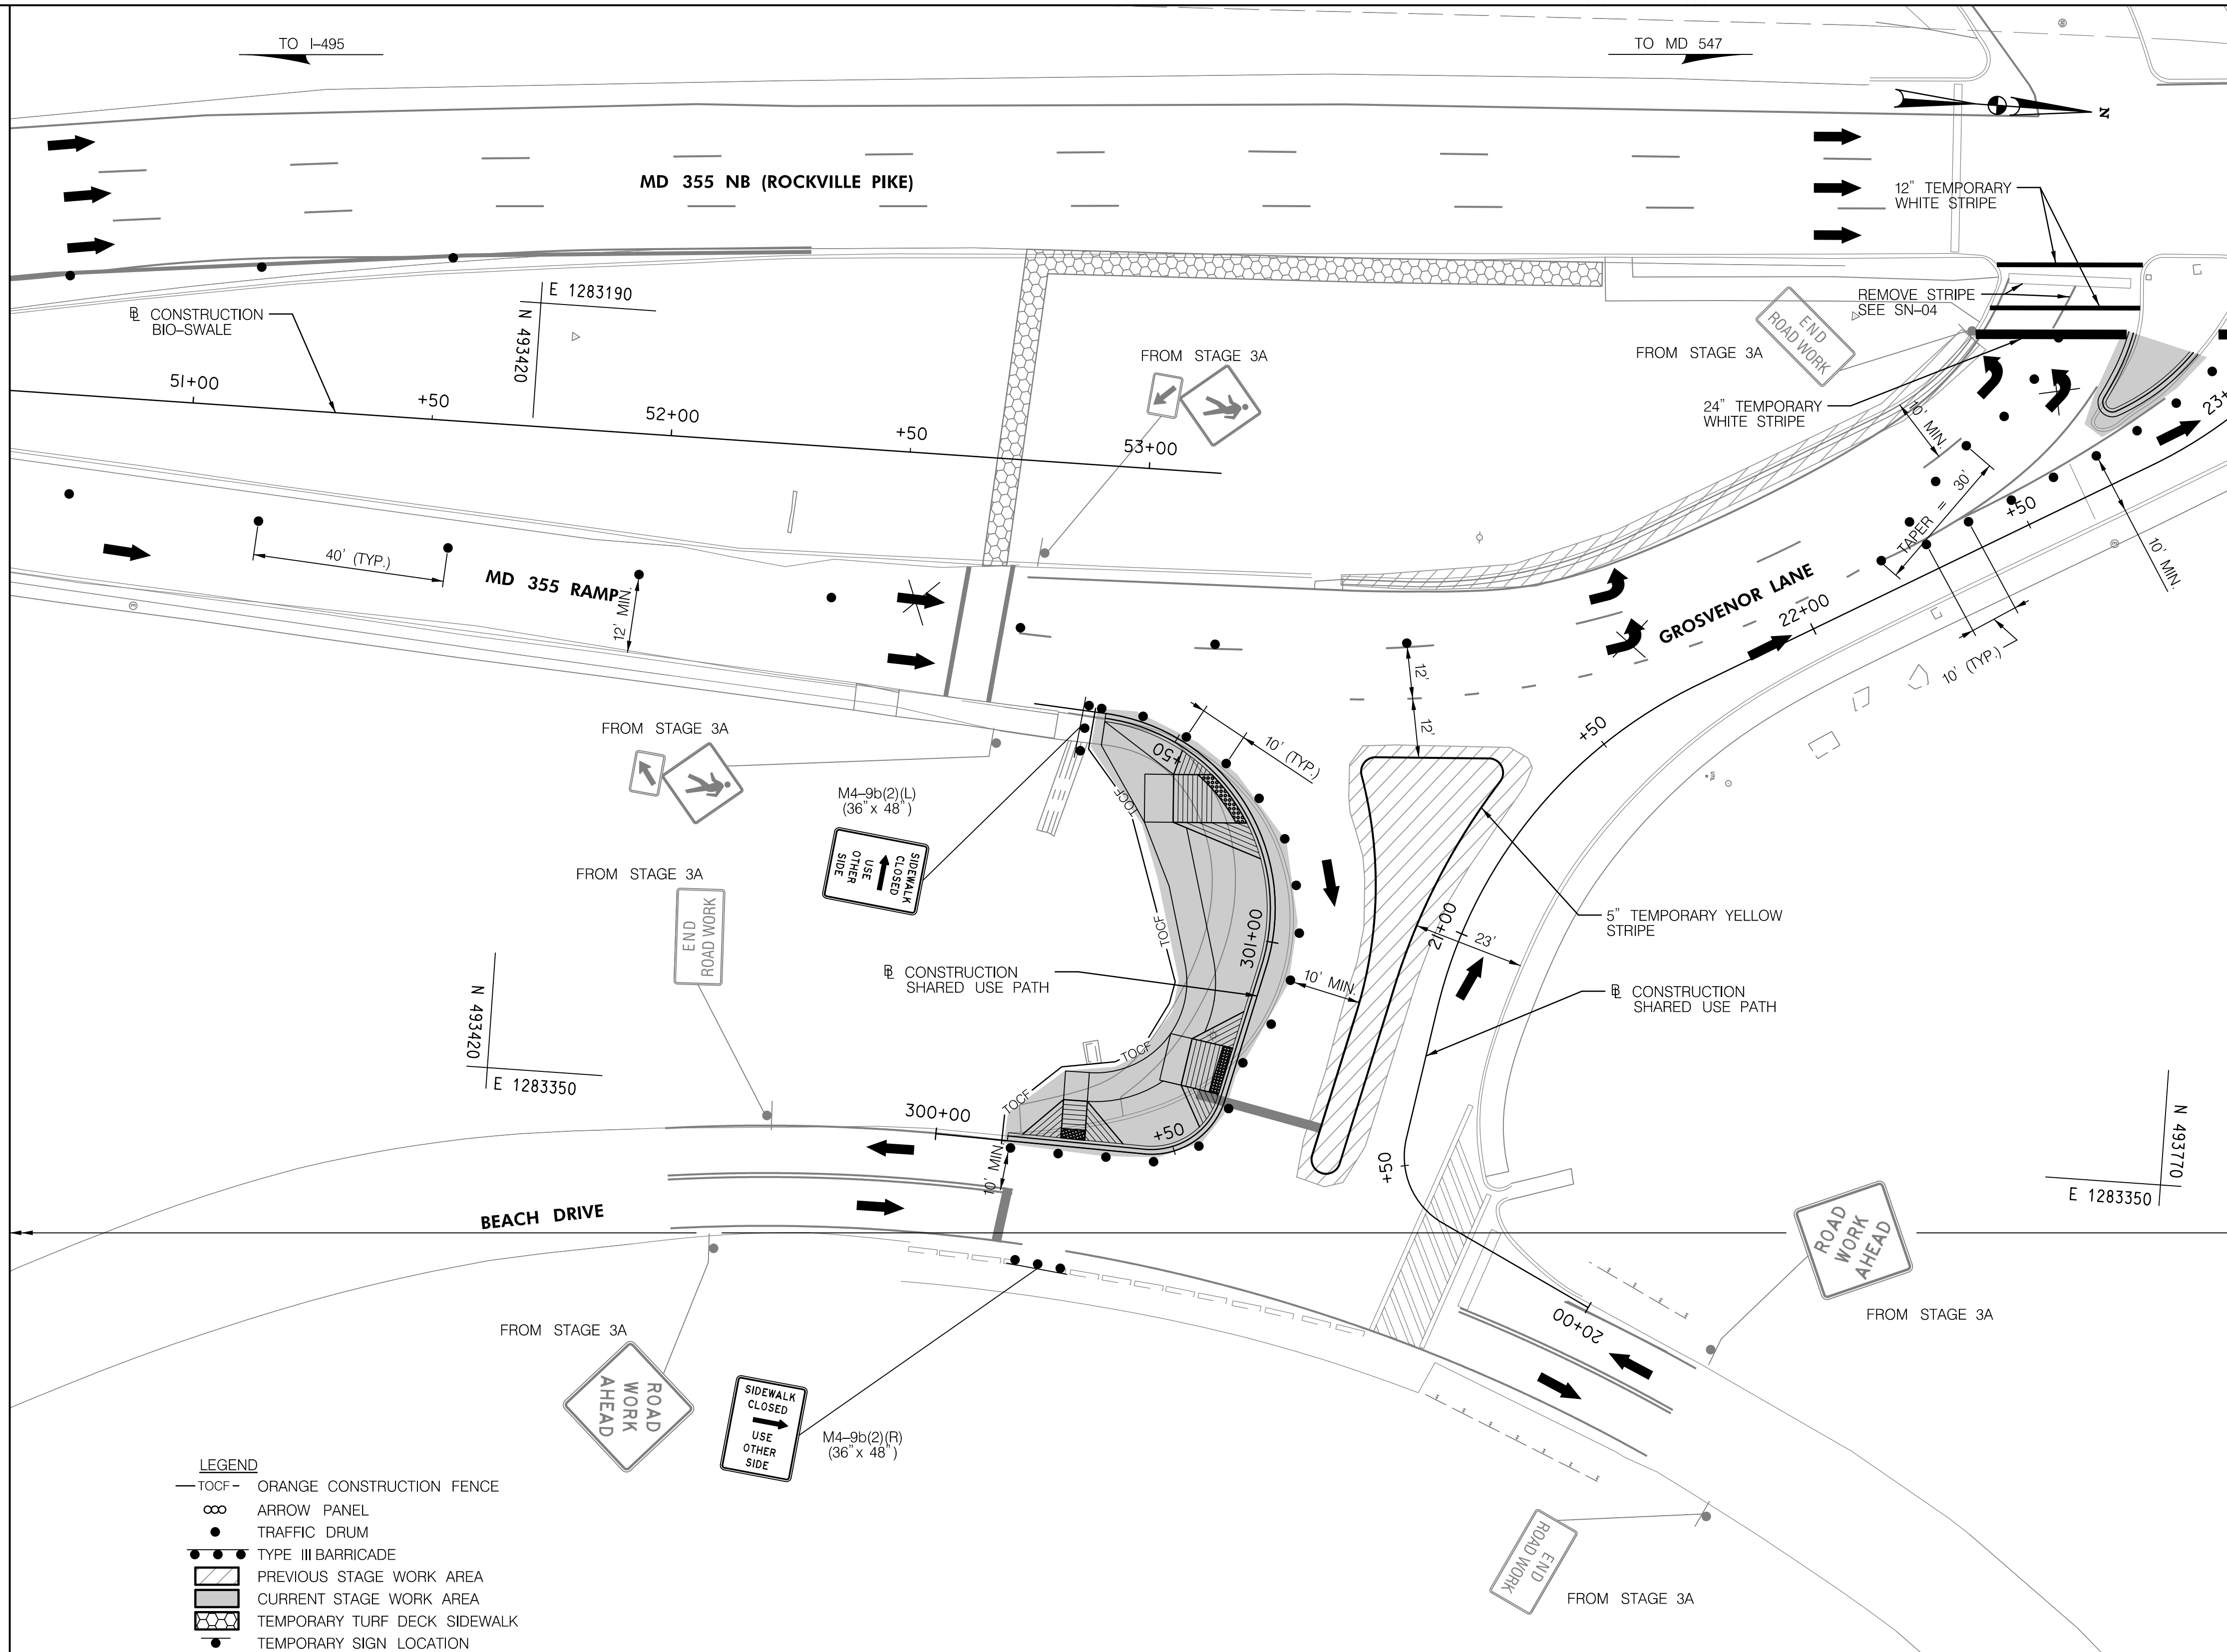 TO I-495
TO MD 547
N
MD 355 NB (ROCKVILLE PIKE)
12" TEMPORARY
WHITE STRIPE
REMOVE STRIPE
SEE SN-04
E 1283190
N 493420
℄ CONSTRUCTION
BIO-SWALE
END
ROAD WORK
FROM STAGE 3A
FROM STAGE 3A
24" TEMPORARY
WHITE STRIPE
51+00
+50
52+00
+50
53+00
10' MIN.
TAPER = 30'
+50
10' MIN.
40' (TYP.)
MD 355 RAMP
12' MIN.
GROSVENOR LANE
22+00
10' (TYP.)
12'
12'
+50
FROM STAGE 3A
+50
10' (TYP.)
M4-9b(2)(L)
(36" x 48")
SIDEWALK
CLOSED
USE
OTHER
SIDE
TOCF
FROM STAGE 3A
END
ROAD WORK
TOCF
301+00
21+00
23'
5" TEMPORARY YELLOW
STRIPE
℄ CONSTRUCTION
SHARED USE PATH
10' MIN.
℄ CONSTRUCTION
SHARED USE PATH
N 493420
E 1283350
TOCF
TOCF
300+00
+50
10' MIN.
+50
N 493770
E 1283350
BEACH DRIVE
ROAD
WORK
AHEAD
FROM STAGE 3A
20+00
FROM STAGE 3A
ROAD
WORK
AHEAD
SIDEWALK
CLOSED
USE
OTHER
SIDE
M4-9b(2)(R)
(36" x 48")
END
ROAD WORK
FROM STAGE 3A
LEGEND
TOCF ORANGE CONSTRUCTION FENCE
ARROW PANEL
TRAFFIC DRUM
TYPE III BARRICADE
PREVIOUS STAGE WORK AREA
CURRENT STAGE WORK AREA
TEMPORARY TURF DECK SIDEWALK
TEMPORARY SIGN LOCATION